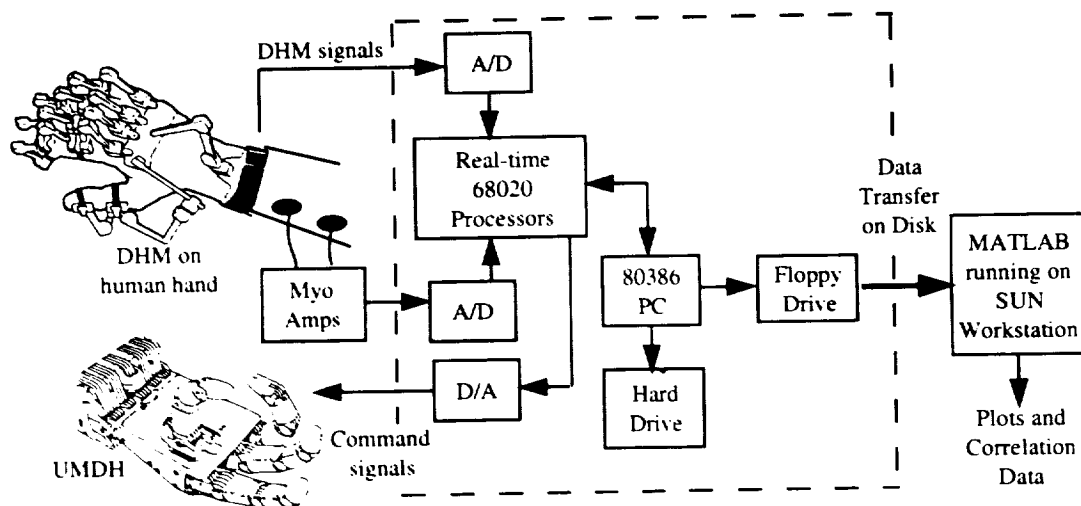 DHM signals
A/D
Real-time
68020
Processors
DHM on
human hand
Myo
Amps
A/D
D/A
Command
signals
UMDH
80386
PC
Hard
Drive
Floppy
Drive
Data
Transfer
on Disk
MATLAB
running on
SUN
Workstation
Plots and
Correlation
Data